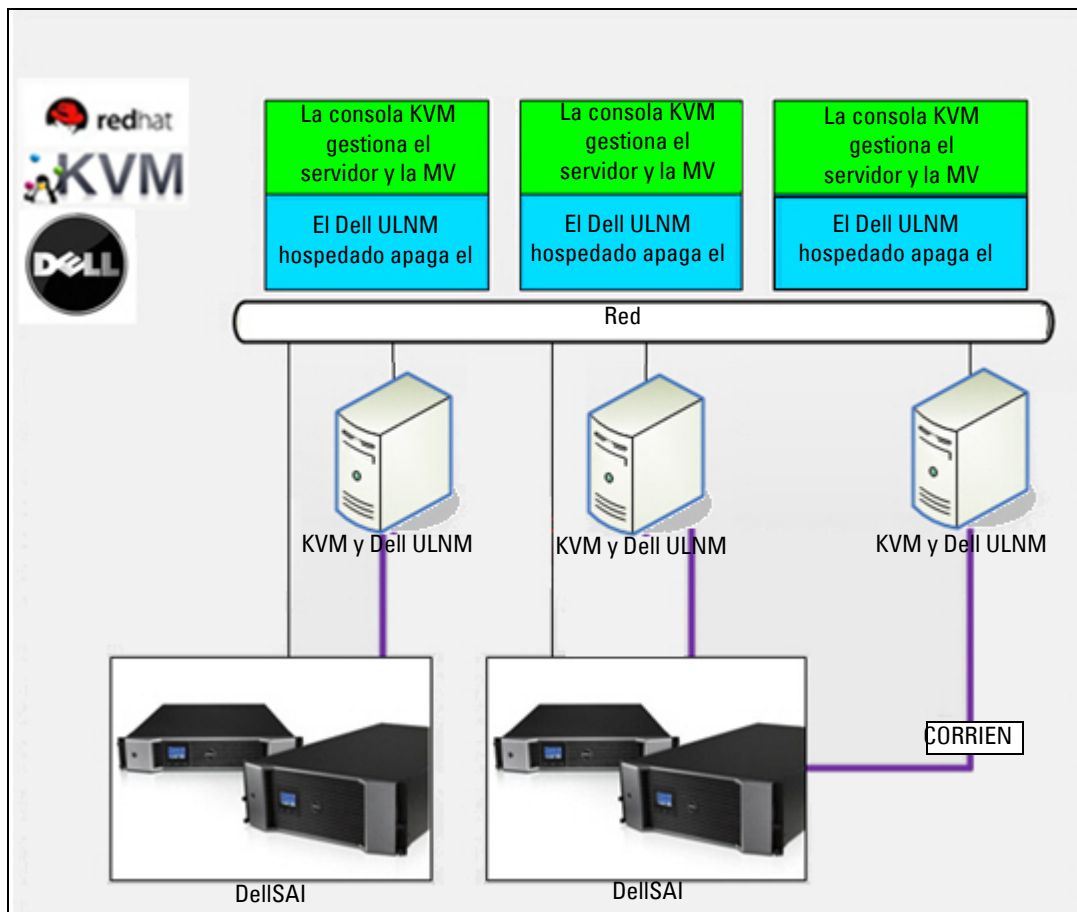 redhat
La consola KVM
gestiona el
servidor y la MV
La consola KVM
gestiona el
servidor y la MV
La consola KVM
gestiona el
servidor y la MV
KVM
El Dell ULNM
hospedado apaga el
El Dell ULNM
hospedado apaga el
El Dell ULNM
hospedado apaga el
DELL
Red
KVM y Dell ULNM
KVM y Dell ULNM
KVM y Dell ULNM
CORRIEN
DellSAI
DellSAI